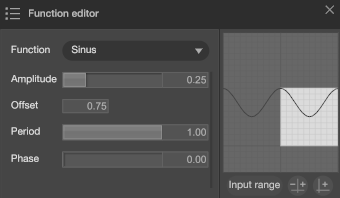 Function editor
Function Sinus
Amplitude 0.25
Offset 0.75
Period 1.00
Phase 0.00
Input range